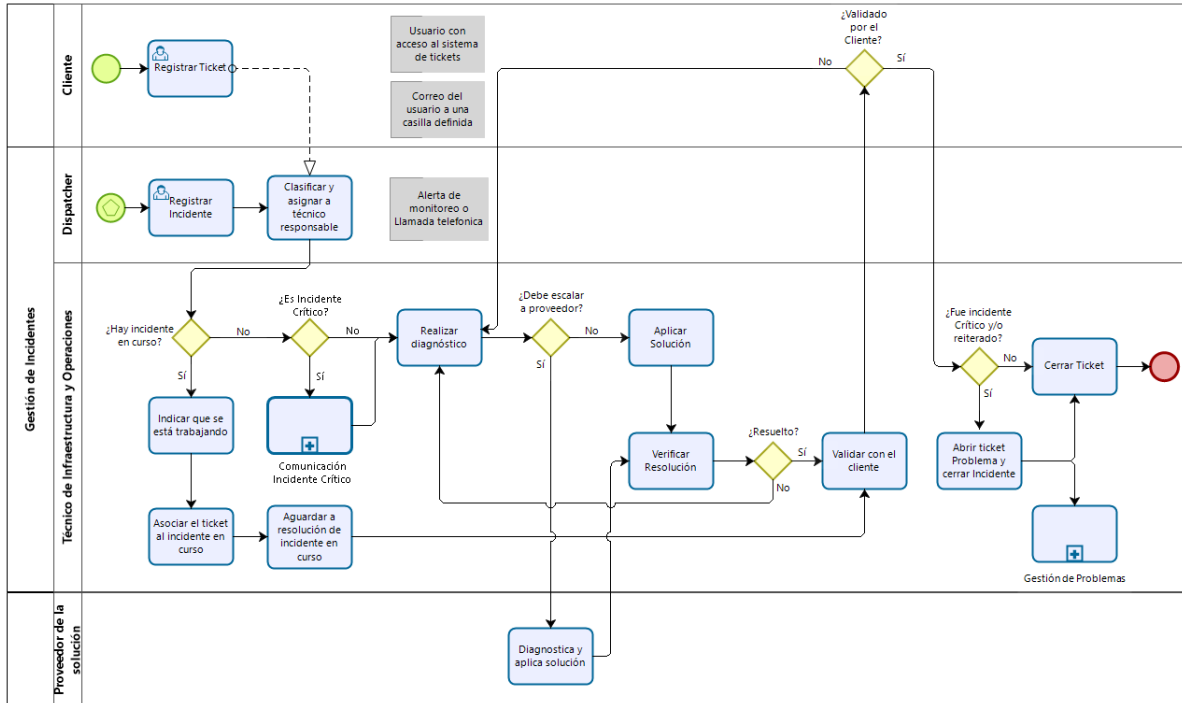 Gestión de Incidentes
Cliente
Registrar Ticket
Usuario con
acceso al sistema
de tickets
Correo del
usuario a una
casilla definida
¿Validado
por el
Cliente?
No
Sí
Dispatcher
Registrar
Incidente
Clasificar y
asignar a
técnico
responsable
Alerta de
monitoreo o
Llamada telefonica
Técnico de Infraestructura y Operaciones
¿Hay incidente
en curso?
No
Sí
¿Es Incidente
Crítico?
No
Sí
Realizar
diagnóstico
¿Debe escalar
a proveedor?
No
Sí
Aplicar
Solución
¿Fue incidente
Crítico y/o
reiterado?
No
Sí
Cerrar Ticket
Indicar que se
está trabajando
Comunicación
Incidente Crítico
Verificar
Resolución
¿Resuelto?
Sí
No
Validar con el
cliente
Abrir ticket
Problema y
cerrar Incidente
Asociar el ticket
al incidente en
curso
Aguardar a
resolución de
incidente en
curso
Gestión de Problemas
Proveedor de la
solución
Diagnostica y
aplica solución